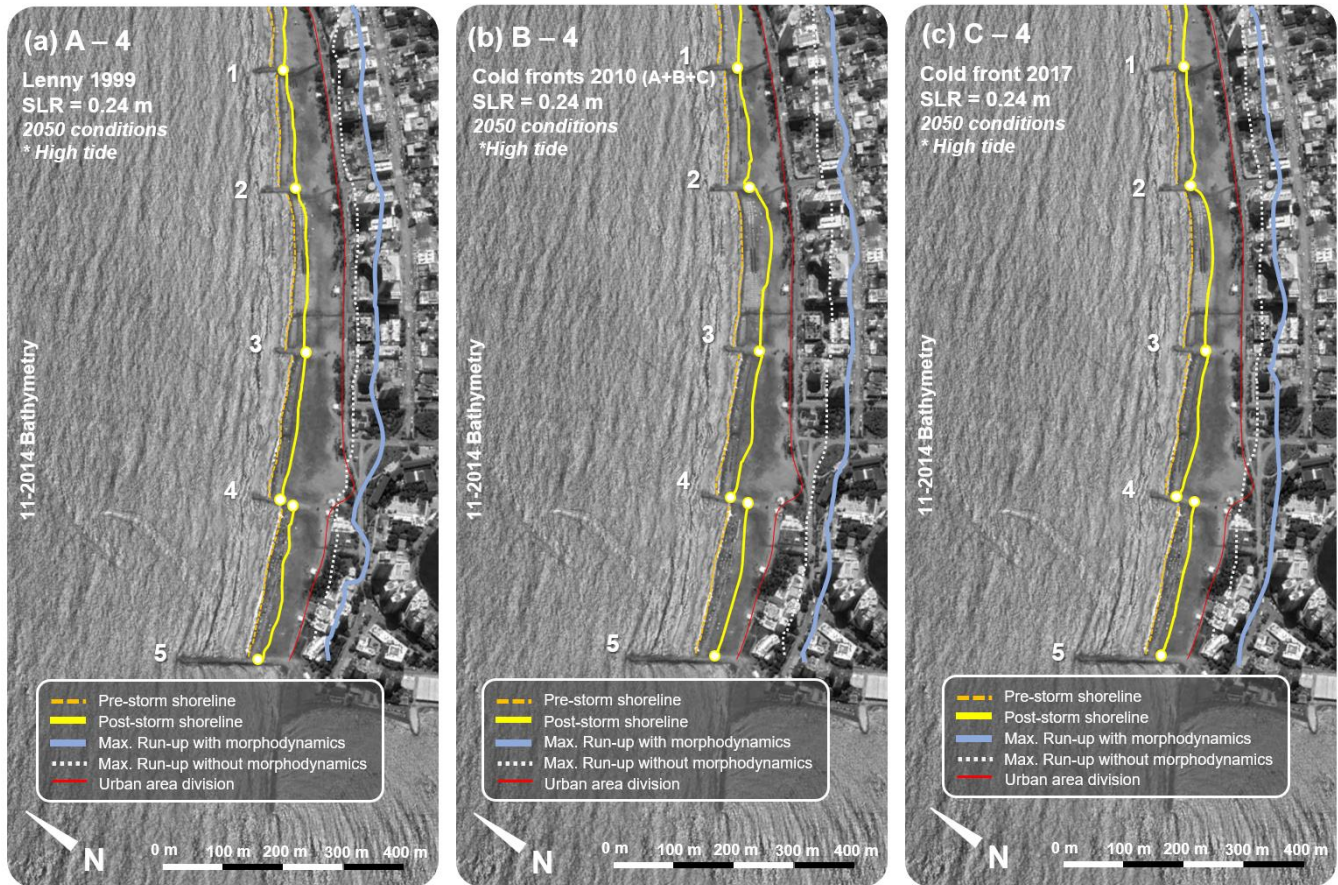 (a) A – 4
Lenny 1999
SLR = 0.24 m
2050 conditions
* High tide
1
2
3
4
5
11-2014 Bathymetry
Pre-storm shoreline
Post-storm shoreline
Max. Run-up with morphodynamics
Max. Run-up without morphodynamics
Urban area division
N
0 m 100 m 200 m 300 m 400 m
(b) B – 4
Cold fronts 2010 (A+B+C)
SLR = 0.24 m
2050 conditions
*High tide
1
2
3
4
5
11-2014 Bathymetry
Pre-storm shoreline
Post-storm shoreline
Max. Run-up with morphodynamics
Max. Run-up without morphodynamics
Urban area division
N
0 m 100 m 200 m 300 m 400 m
(c) C – 4
Cold front 2017
SLR = 0.24 m
2050 conditions
* High tide
1
2
3
4
5
11-2014 Bathymetry
Pre-storm shoreline
Post-storm shoreline
Max. Run-up with morphodynamics
Max. Run-up without morphodynamics
Urban area division
N
0 m 100 m 200 m 300 m 400 m